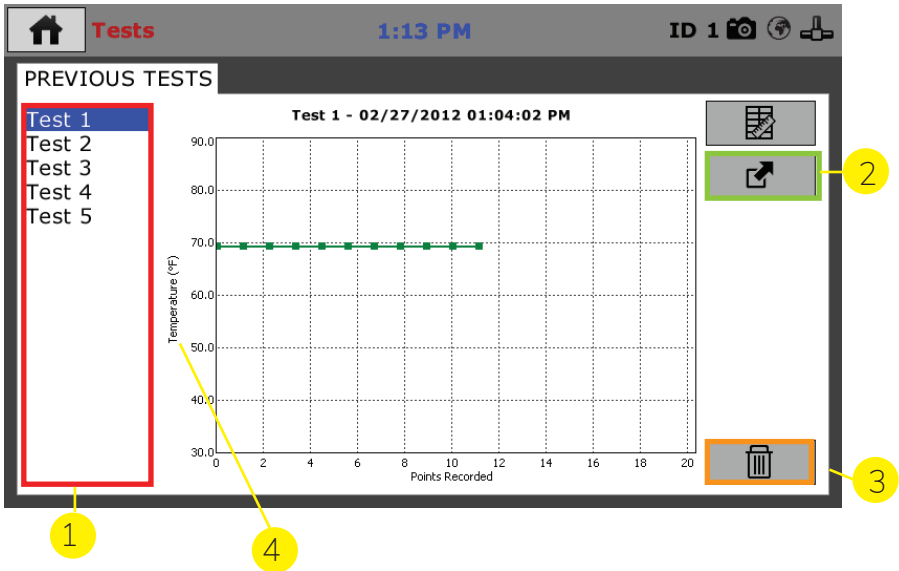 Tests 1:13 PM ID 1
PREVIOUS TESTS
Test 1
Test 2
Test 3
Test 4
Test 5
Test 1 - 02/27/2012 01:04:02 PM
90.0
80.0
70.0
60.0
50.0
40.0
30.0
Temperature (°F)
0 2 4 6 8 10 12 14 16 18 20
Points Recorded
2
3
1
4